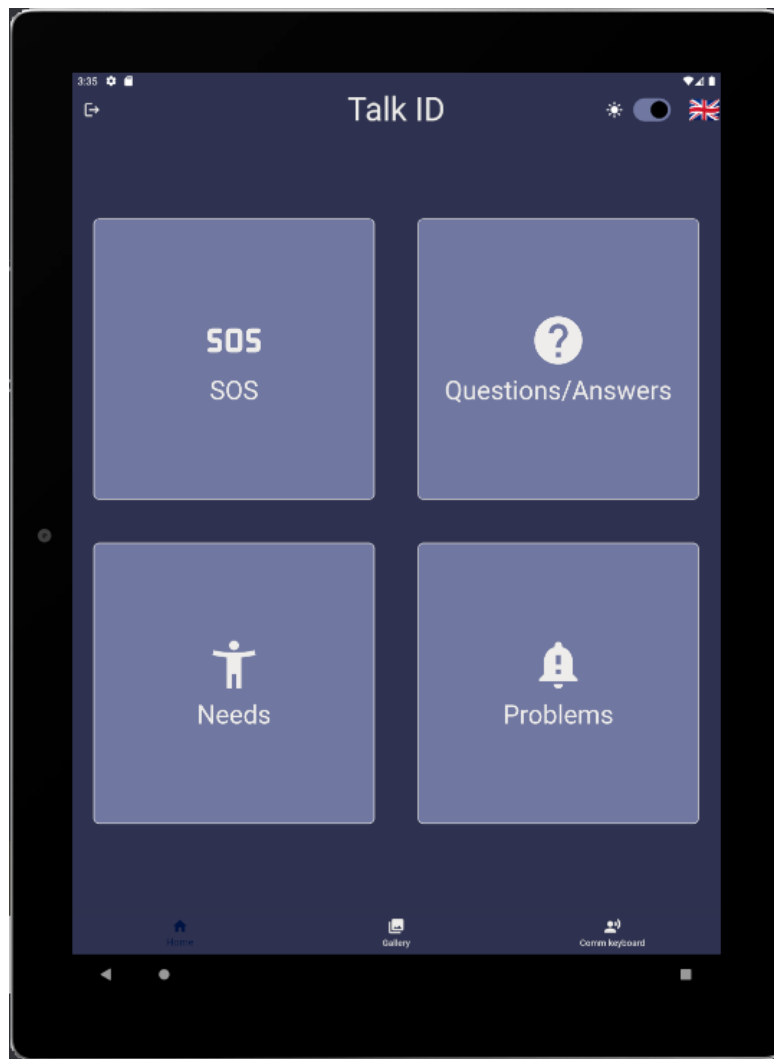 3:35
Talk ID
SOS
SOS
?
Questions/Answers
Needs
Problems
Home
Gallery
Comm keyboard